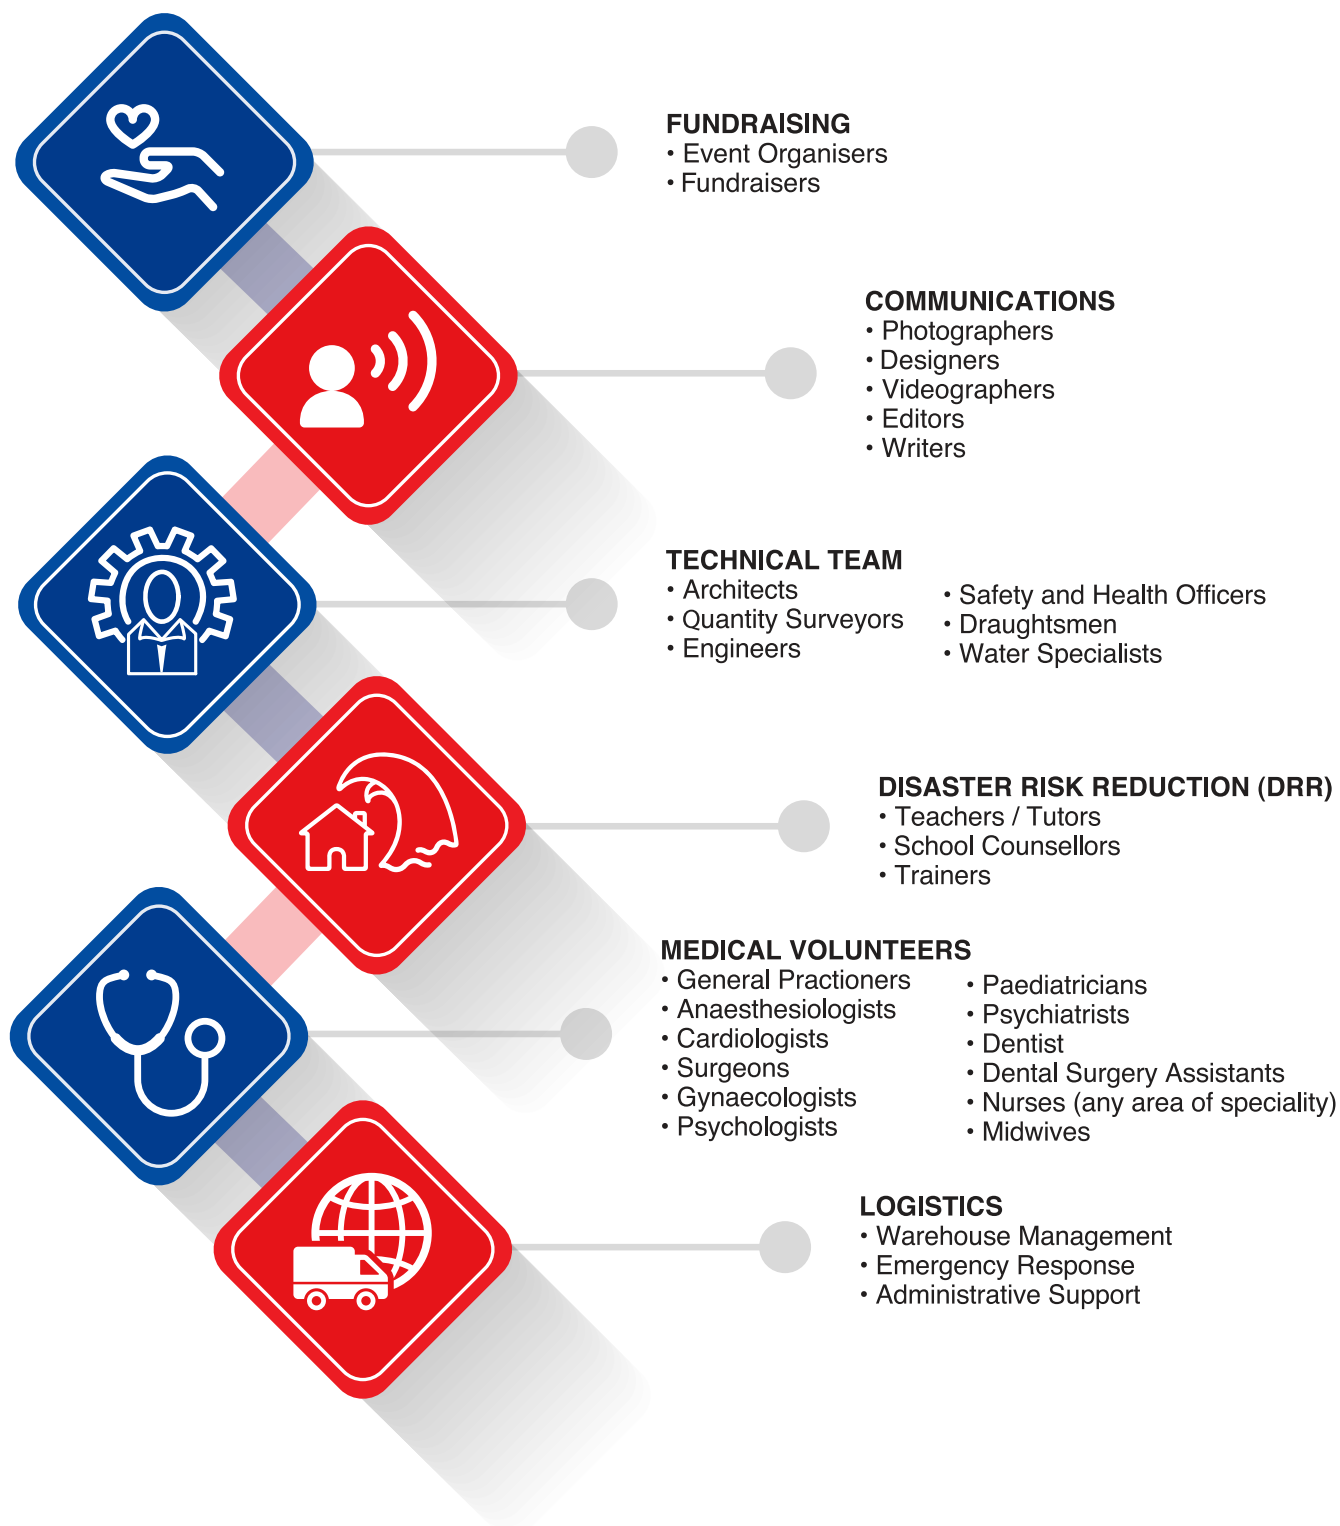 FUNDRAISING
• Event Organisers
• Fundraisers
COMMUNICATIONS
• Photographers
• Designers
• Videographers
• Editors
• Writers
TECHNICAL TEAM
• Architects
• Quantity Surveyors
• Engineers
• Safety and Health Officers
• Draughtsmen
• Water Specialists
DISASTER RISK REDUCTION (DRR)
• Teachers / Tutors
• School Counsellors
• Trainers
MEDICAL VOLUNTEERS
• General Practioners
• Anaesthesiologists
• Cardiologists
• Surgeons
• Gynaecologists
• Psychologists
• Paediatricians
• Psychiatrists
• Dentist
• Dental Surgery Assistants
• Nurses (any area of speciality)
• Midwives
LOGISTICS
• Warehouse Management
• Emergency Response
• Administrative Support